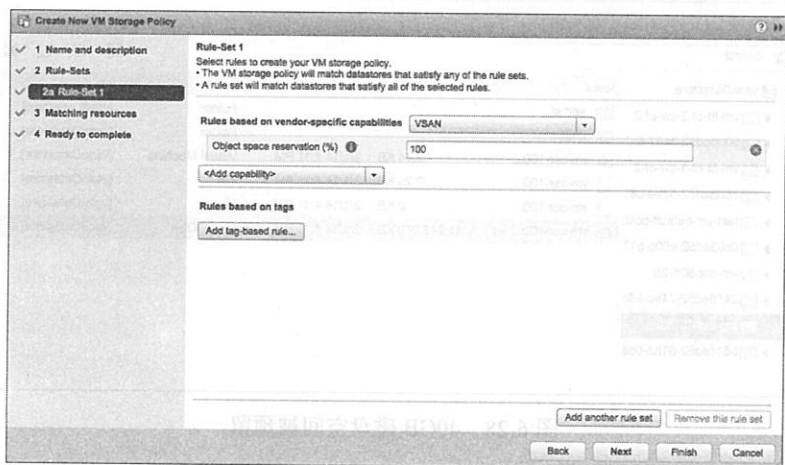 Create New VM Storage Policy
1 Name and description
2 Rule-Sets
2a Rule-Set 1
3 Matching resources
4 Ready to complete
Rule-Set 1
Select rules to create your VM storage policy.
• The VM storage policy will match datastores that satisfy any of the rule sets.
• A rule set will match datastores that satisfy all of the selected rules.
Rules based on vendor-specific capabilities VSAN
Object space reservation (%) 100
<Add capability>
Rules based on tags
Add tag-based rule...
Add another rule set Remove this rule set
Back Next Finish Cancel